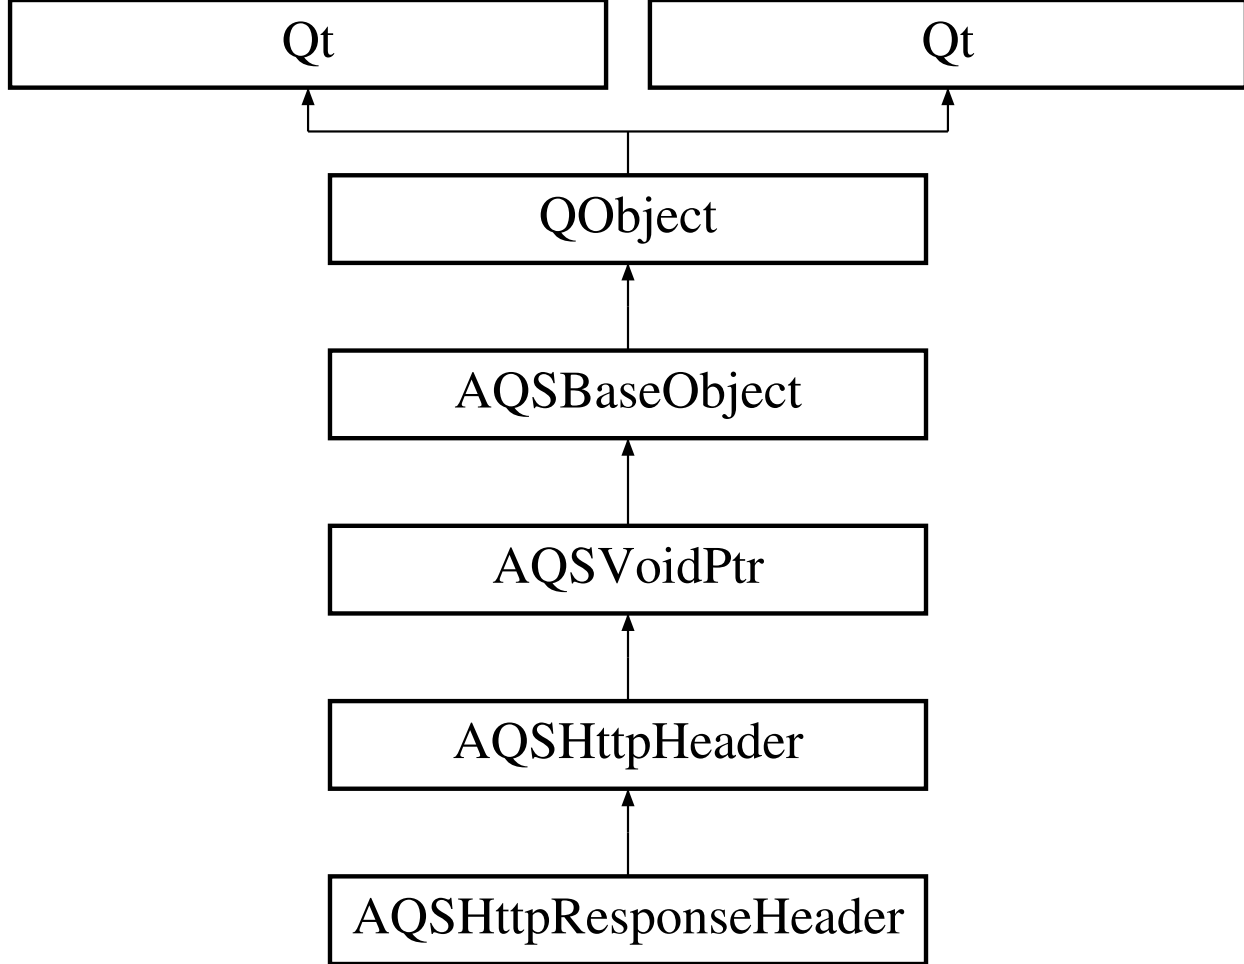 Qt
Qt
QObject
AQSBaseObject
AQSVoidPtr
AQSHttpHeader
AQSHttpResponseHeader